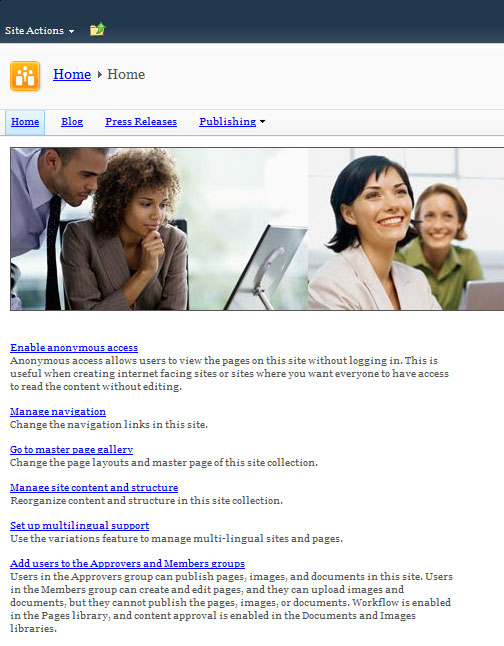 Site Actions
Home Home
Home Blog Press Releases Publishing
Enable anonymous access
Anonymous access allows users to view the pages on this site without logging in. This is
useful when creating internet facing sites or sites where you want everyone to have access
to read the content without editing.
Manage navigation
Change the navigation links in this site.
Go to master page gallery
Change the page layouts and master page of this site collection.
Manage site content and structure
Reorganize content and structure in this site collection.
Set up multilingual support
Use the variations feature to manage multi-lingual sites and pages.
Add users to the Approvers and Members groups
Users in the Approvers group can publish pages, images, and documents in this site. Users
in the Members group can create and edit pages, and they can upload images and
documents, but they cannot publish the pages, images, or documents. Workflow is enabled
in the Pages library, and content approval is enabled in the Documents and Images
libraries.